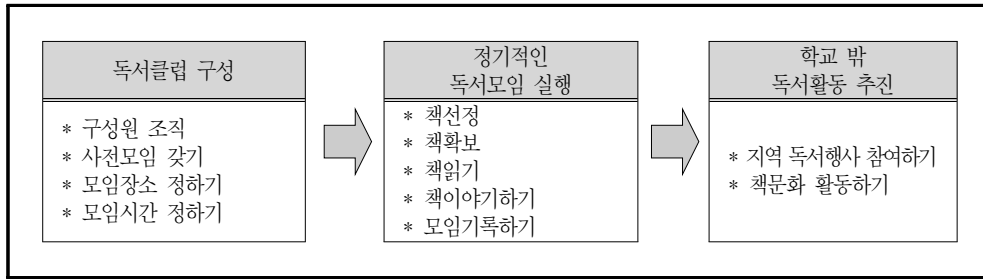 독서클럽 구성
* 구성원 조직
* 사전모임 갖기
* 모임장소 정하기
* 모임시간 정하기
정기적인
독서모임 실행
* 책선정
* 책확보
* 책읽기
* 책이야기하기
* 모임기록하기
학교 밖
독서활동 추진
* 지역 독서행사 참여하기
* 책문화 활동하기